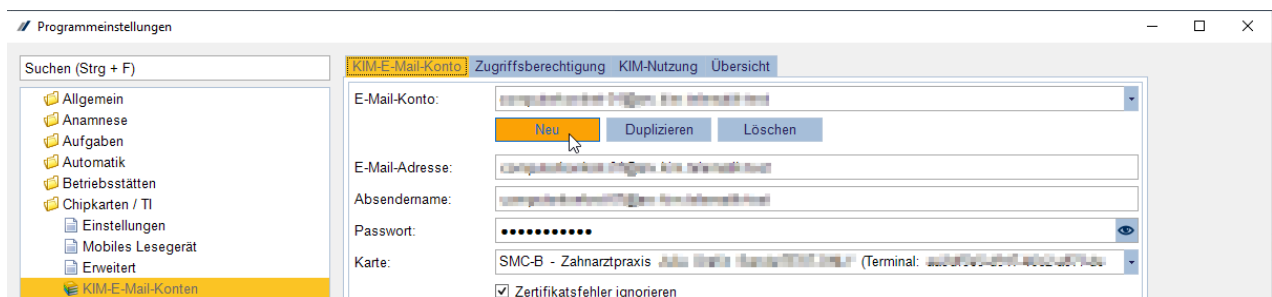 Programmeinstellungen
Suchen (Strg + F)
Allgemein
Anamnese
Aufgaben
Automatik
Betriebsstätten
Chipkarten / TI
Einstellungen
Mobiles Lesegerät
Erweitert
KIM-E-Mail-Konten
KIM-E-Mail-Konto Zugriffsberechtigung KIM-Nutzung Übersicht
E-Mail-Konto:
Neu Duplizieren Löschen
E-Mail-Adresse:
Absendername:
Passwort: •••••••••••
Karte: SMC-B - Zahnarztpraxis (Terminal:
Zertifikatsfehler ignorieren